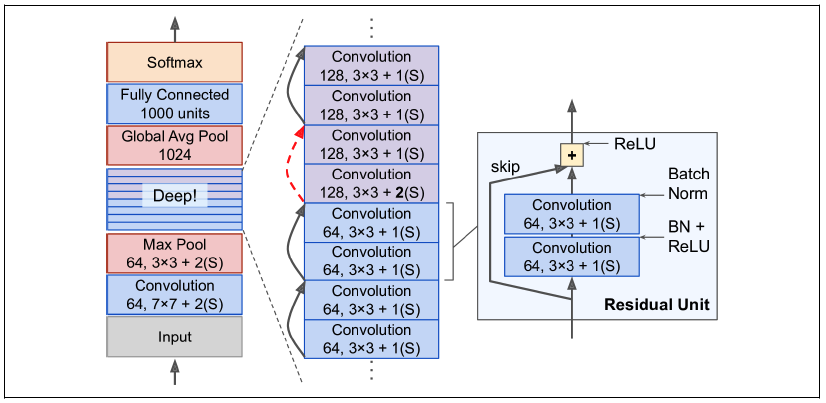 Softmax
Fully Connected
1000 units
Global Avg Pool
1024
Deep!
Max Pool
64, 3×3 + 2(S)
Convolution
64, 7×7 + 2(S)
Input
Convolution
128, 3×3 + 1(S)
Convolution
128, 3×3 + 1(S)
Convolution
128, 3×3 + 1(S)
Convolution
128, 3×3 + 2(S)
Convolution
64, 3×3 + 1(S)
Convolution
64, 3×3 + 1(S)
Convolution
64, 3×3 + 1(S)
Convolution
64, 3×3 + 1(S)
ReLU
+
skip
Batch
Norm
Convolution
64, 3×3 + 1(S)
BN +
ReLU
Convolution
64, 3×3 + 1(S)
Residual Unit